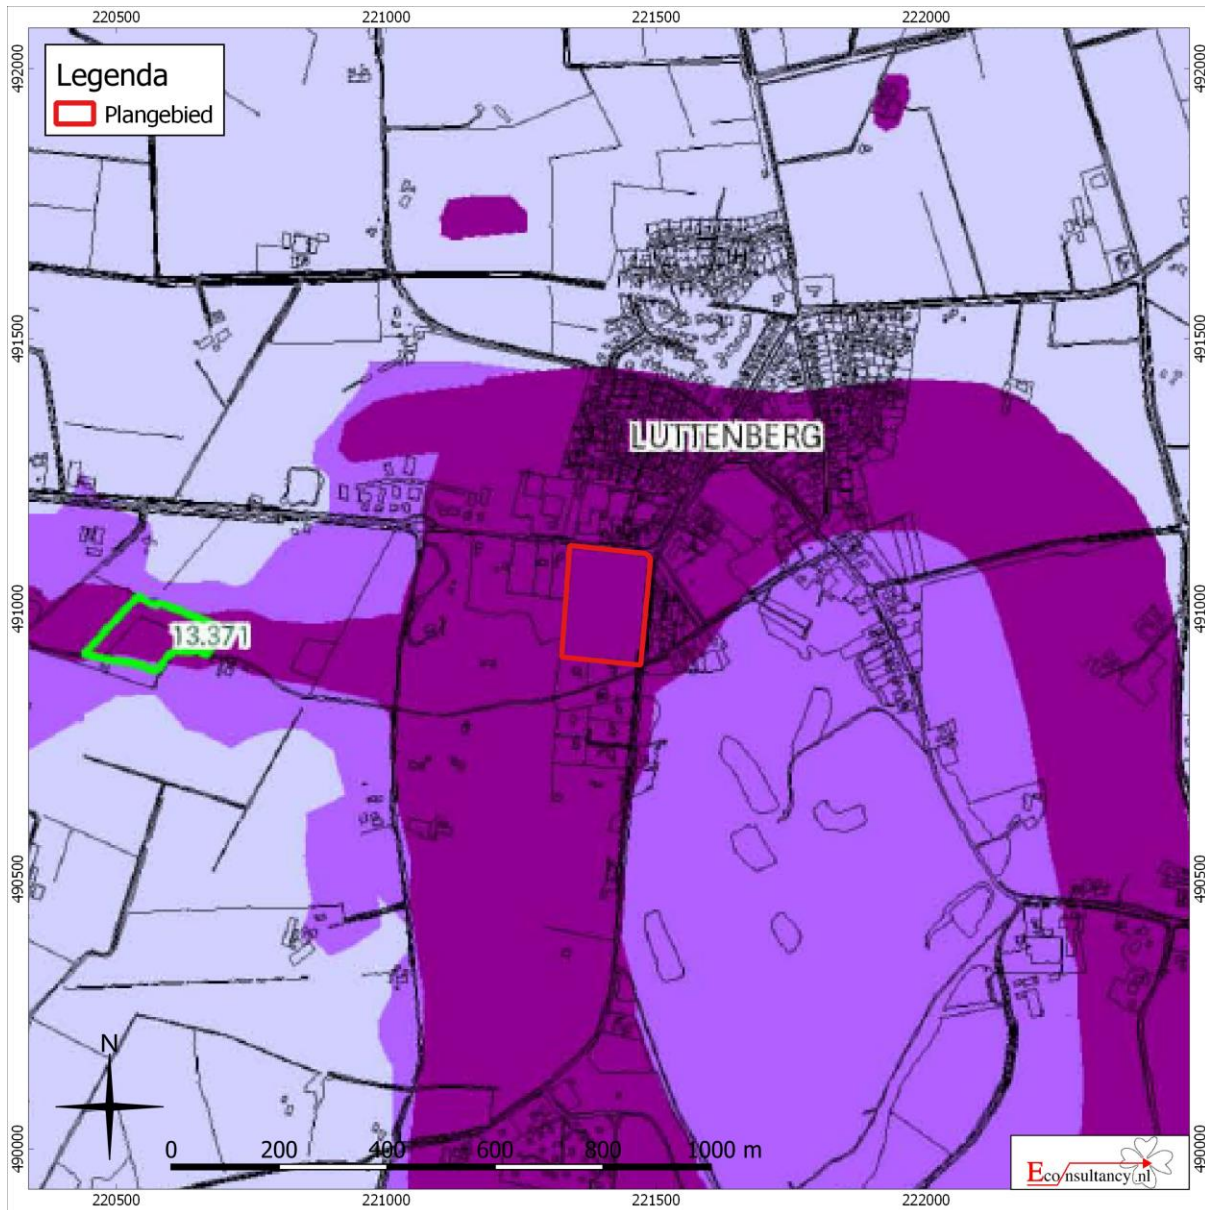 220500 221000 221500 222000
492000 492000
Legenda
Plangebied
491500 491500
LUTTENBERG
491000 491000
13.371
490500 490500
N
0 200 400 600 800 1000 m
490000 490000
Econsultancy.nl
220500 221000 221500 222000